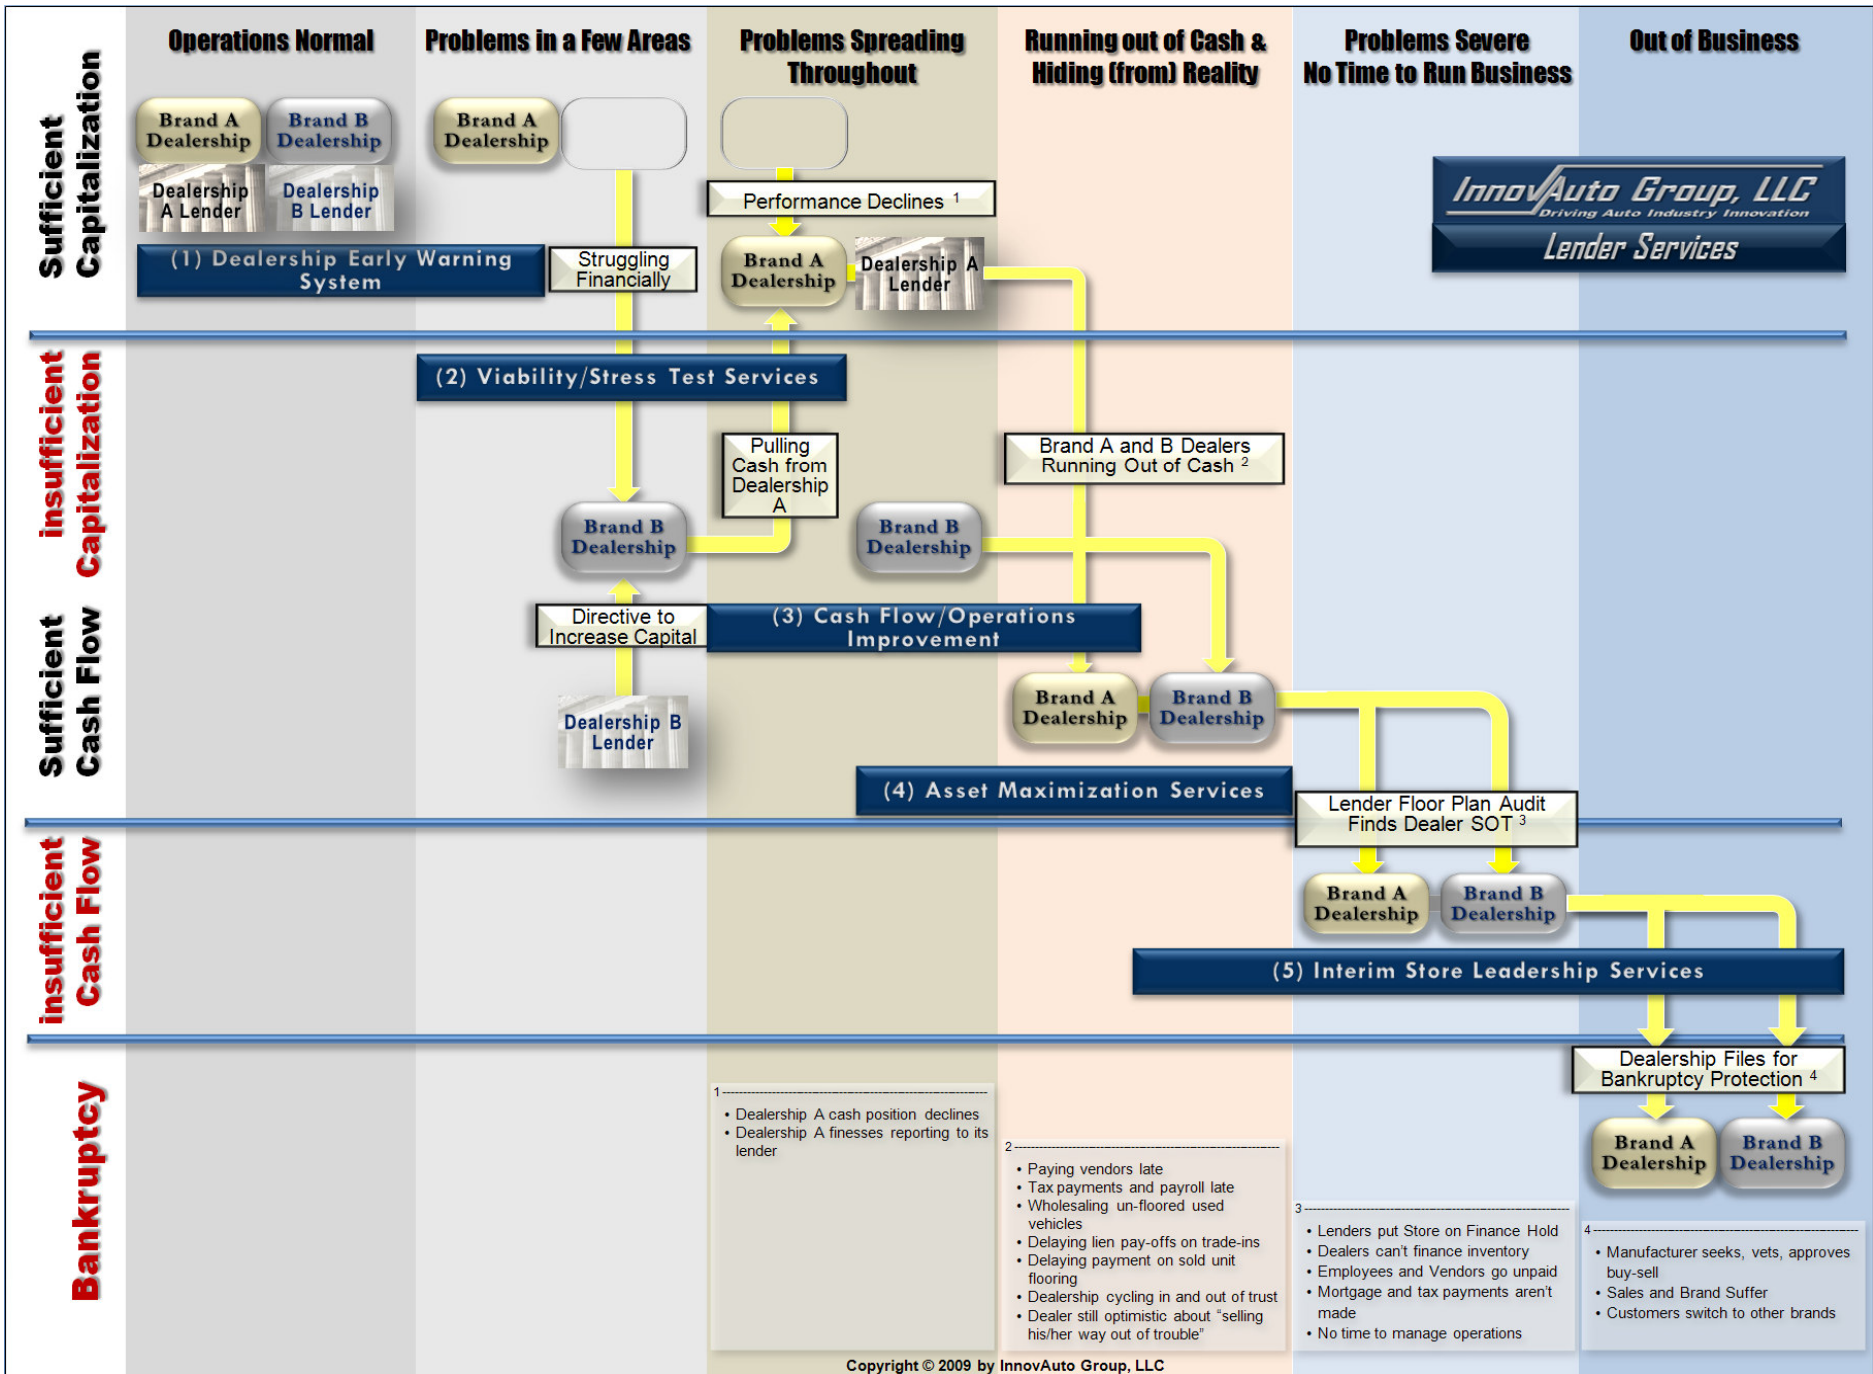 Operations Normal
Problems in a Few Areas
Problems Spreading
Throughout
Running out of Cash &
Hiding (from) Reality
Problems Severe
No Time to Run Business
Out of Business
Sufficient
Capitalization
Brand A
Dealership
Brand B
Dealership
Dealership
A Lender
Dealership
B Lender
(1) Dealership Early Warning
System
Brand A
Dealership
Struggling
Financially
Performance Declines 1
Brand A
Dealership
Dealership A
Lender
InnovAuto Group, LLC
Driving Auto Industry Innovation
Lender Services
insufficient
Capitalization
(2) Viability/Stress Test Services
Pulling
Cash from
Dealership
A
Brand A and B Dealers
Running Out of Cash 2
Brand B
Dealership
Brand B
Dealership
Sufficient
Cash Flow
Directive to
Increase Capital
(3) Cash Flow/Operations
Improvement
Dealership B
Lender
Brand A
Dealership
Brand B
Dealership
(4) Asset Maximization Services
Lender Floor Plan Audit
Finds Dealer SOT 3
insufficient
Cash Flow
Brand A
Dealership
Brand B
Dealership
(5) Interim Store Leadership Services
Bankruptcy
Dealership Files for
Bankruptcy Protection 4
Brand A
Dealership
Brand B
Dealership
1
• Dealership A cash position declines
• Dealership A finesses reporting to its
lender
2
• Paying vendors late
• Tax payments and payroll late
• Wholesaling un-floored used
vehicles
• Delaying lien pay-offs on trade-ins
• Delaying payment on sold unit
flooring
• Dealership cycling in and out of trust
• Dealer still optimistic about “selling
his/her way out of trouble”
3
• Lenders put Store on Finance Hold
• Dealers can’t finance inventory
• Employees and Vendors go unpaid
• Mortgage and tax payments aren’t
made
• No time to manage operations
4
• Manufacturer seeks, vets, approves
buy-sell
• Sales and Brand Suffer
• Customers switch to other brands
Copyright © 2009 by InnovAuto Group, LLC